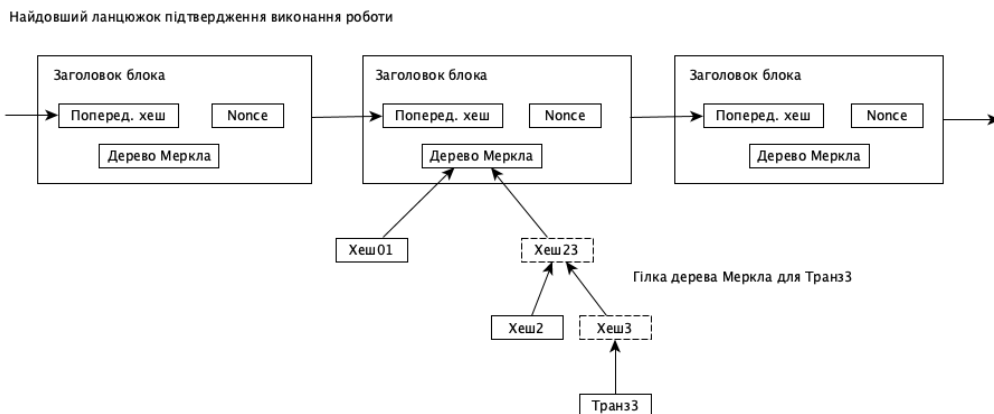 Найдовший ланцюжок підтвердження виконання роботи
Заголовок блока
Поперед. хеш
Nonce
Дерево Меркла
Заголовок блока
Поперед. хеш
Nonce
Дерево Меркла
Заголовок блока
Поперед. хеш
Nonce
Дерево Меркла
Хеш01
Хеш23
Гілка дерева Меркла для Транз3
Хеш2
Хеш3
Транз3